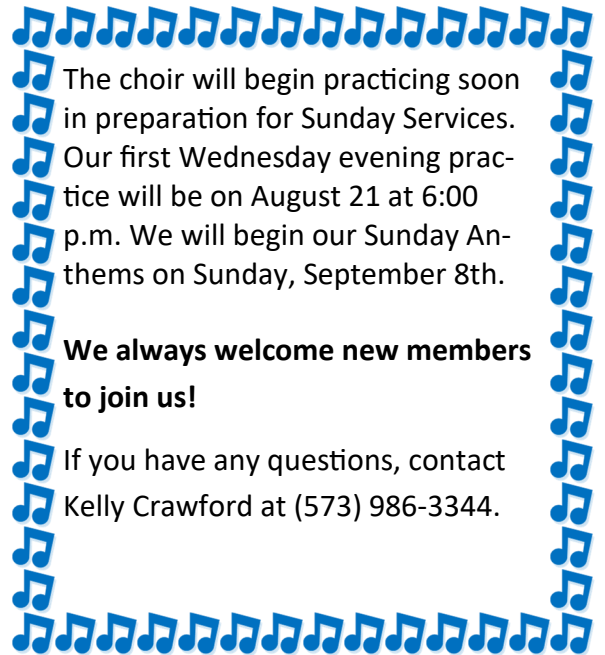 The choir will begin practicing soon
in preparation for Sunday Services.
Our first Wednesday evening prac-
tice will be on August 21 at 6:00
p.m. We will begin our Sunday An-
thems on Sunday, September 8th.
We always welcome new members
to join us!
If you have any questions, contact
Kelly Crawford at (573) 986-3344.